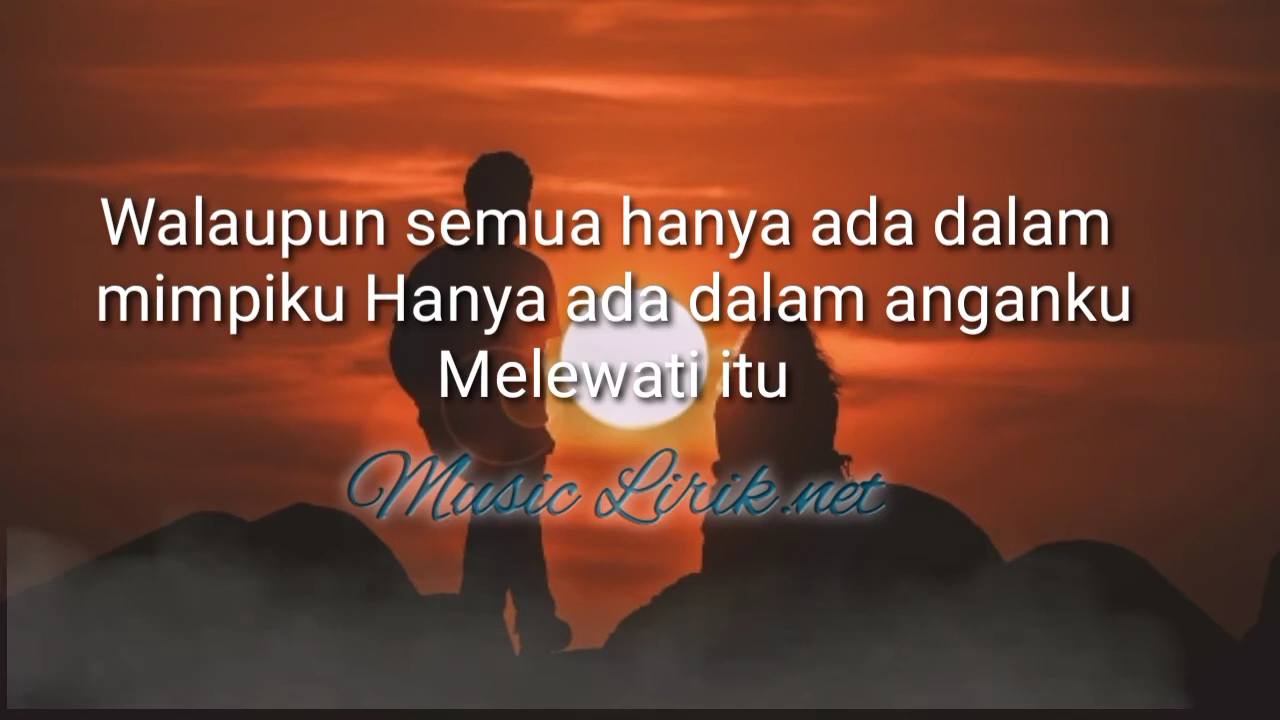 Walaupun semua hanya ada dalam
mimpiku Hanya ada dalam anganku
Melewati itu
Music Lirik.net